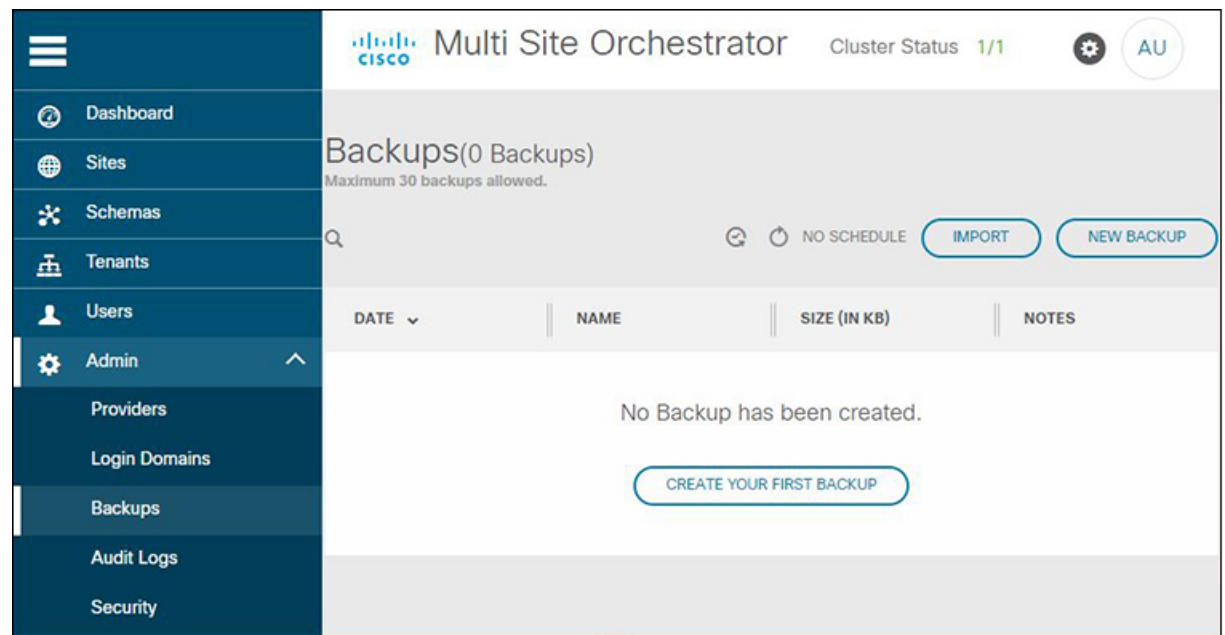 CISCO Multi Site Orchestrator Cluster Status 1/1 AU
Dashboard
Sites
Schemas
Tenants
Users
Admin
Providers
Login Domains
Backups
Audit Logs
Security
Backups(0 Backups)
Maximum 30 backups allowed.
NO SCHEDULE IMPORT NEW BACKUP
DATE NAME SIZE (IN KB) NOTES
No Backup has been created.
CREATE YOUR FIRST BACKUP